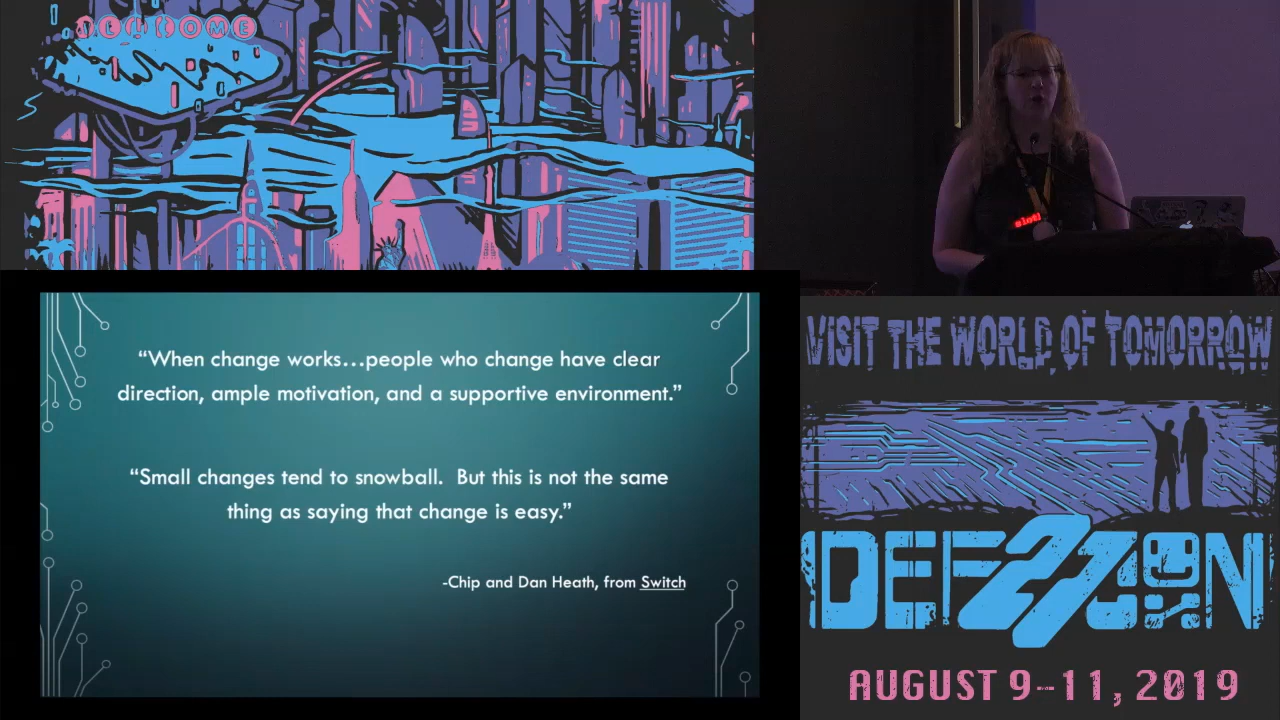 WELCOME
“When change works…people who change have clear
direction, ample motivation, and a supportive environment.”
“Small changes tend to snowball.  But this is not the same
thing as saying that change is easy.”
-Chip and Dan Heath, from Switch
VISIT THE WORLD OF TOMORROW
DEF27CON
AUGUST 9-11, 2019